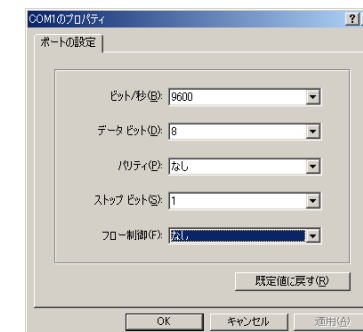 COM1のプロパティ
ポートの設定
ビット/秒(B): 9600
データ ビット(D): 8
パリティ(P): なし
ストップ ビット(S): 1
フロー制御(F): なし
既定値に戻す(R)
OK キャンセル 適用(A)